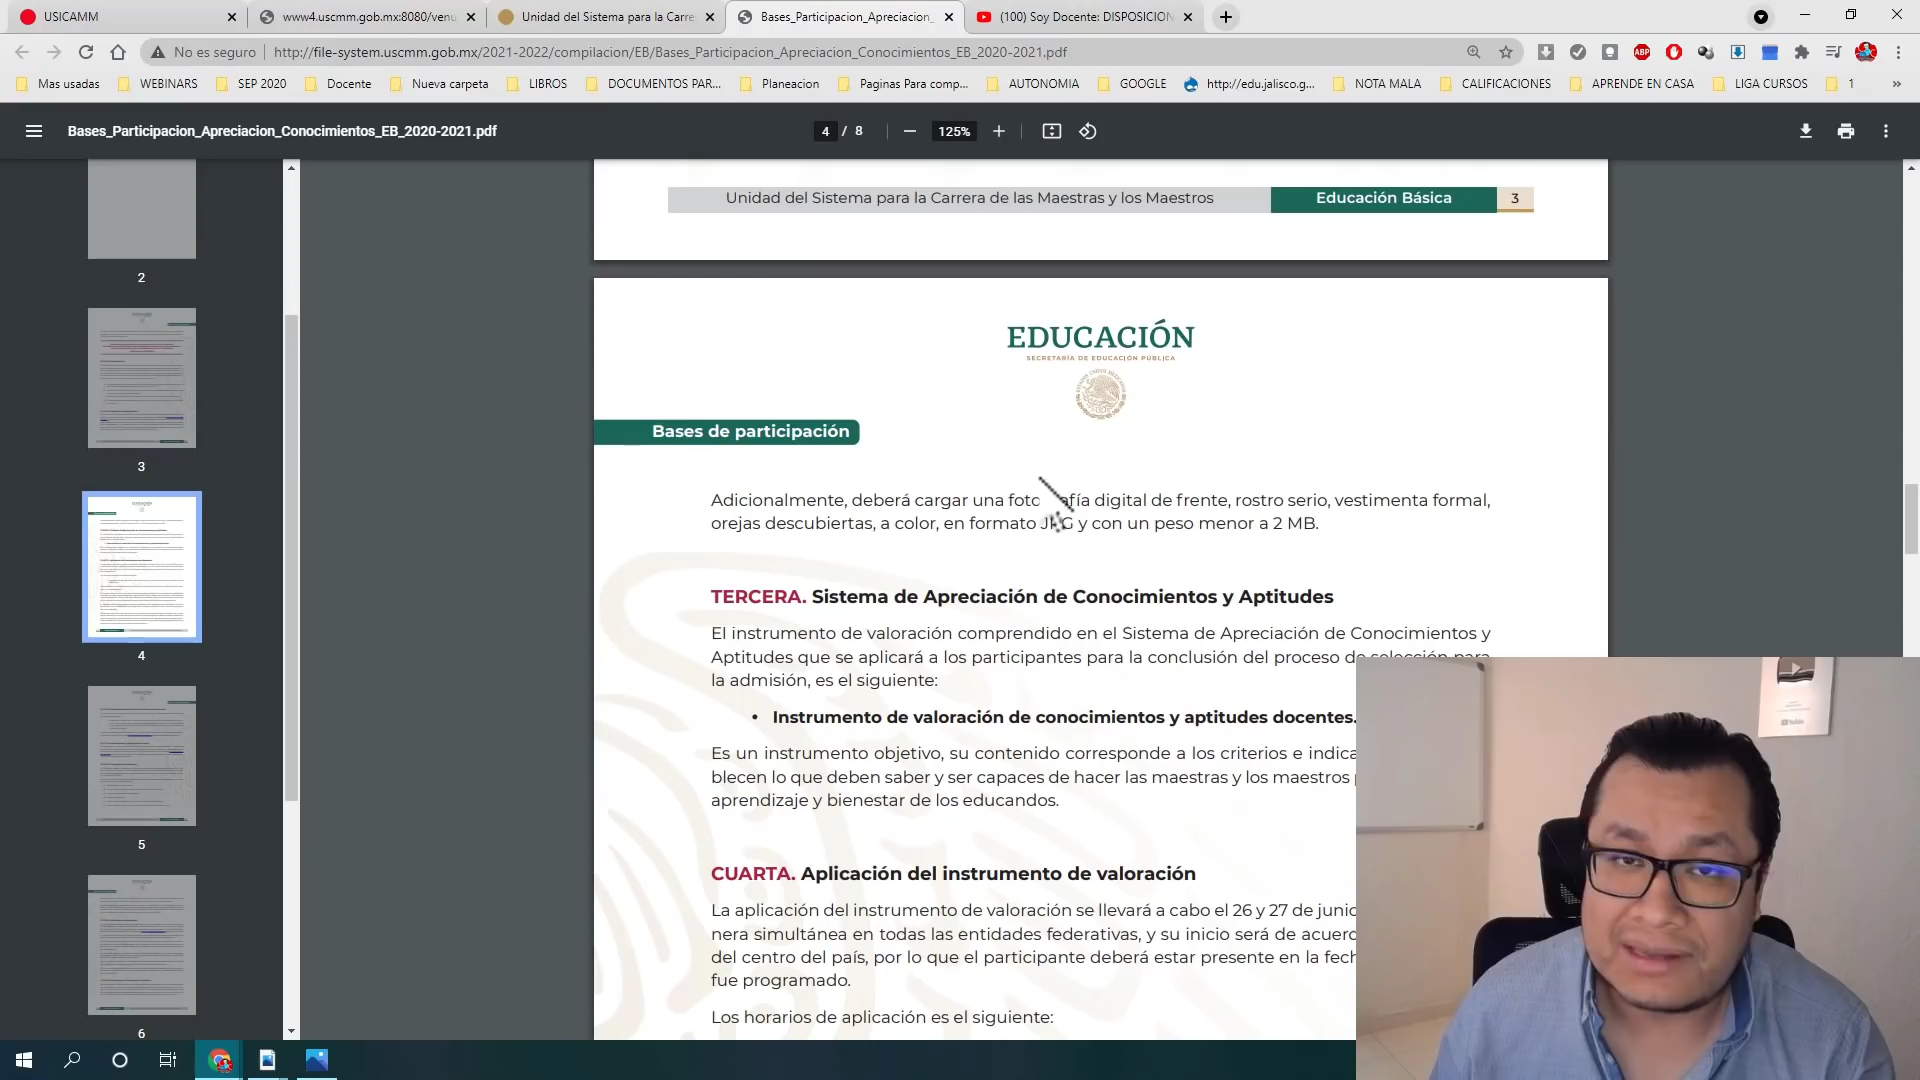 USICAMM
www4.uscmm.gob.mx:8080/venu
Unidad del Sistema para la Carre
Bases_Participacion_Apreciacion_
(100) Soy Docente: DISPOSICION
No es seguro
http://file-system.uscmm.gob.mx/2021-2022/compilacion/EB/Bases_Participacion_Apreciacion_Conocimientos_EB_2020-2021.pdf
ABP
Mas usadas
WEBINARS
SEP 2020
Docente
Nueva carpeta
LIBROS
DOCUMENTOS PAR...
Planeacion
Paginas Para comp...
AUTONOMIA
GOOGLE
http://edu.jalisco.g...
NOTA MALA
CALIFICACIONES
APRENDE EN CASA
LIGA CURSOS
1
»
Bases_Participacion_Apreciacion_Conocimientos_EB_2020-2021.pdf
4 / 8
125%
2
3
4
5
6
Unidad del Sistema para la Carrera de las Maestras y los Maestros
Educación Básica
3
EDUCACIÓN
SECRETARÍA DE EDUCACIÓN PÚBLICA
Bases de participación
Adicionalmente, deberá cargar una foto afía digital de frente, rostro serio, vestimenta formal,
orejas descubiertas, a color, en formato JPG y con un peso menor a 2 MB.
TERCERA. Sistema de Apreciación de Conocimientos y Aptitudes
El instrumento de valoración comprendido en el Sistema de Apreciación de Conocimientos y
Aptitudes que se aplicará a los participantes para la conclusión del proceso de selección para
la admisión, es el siguiente:
• Instrumento de valoración de conocimientos y aptitudes docentes.
Es un instrumento objetivo, su contenido corresponde a los criterios e indica
blecen lo que deben saber y ser capaces de hacer las maestras y los maestros p
aprendizaje y bienestar de los educandos.
CUARTA. Aplicación del instrumento de valoración
La aplicación del instrumento de valoración se llevará a cabo el 26 y 27 de junio
nera simultánea en todas las entidades federativas, y su inicio será de acuerd
del centro del país, por lo que el participante deberá estar presente en la fech
fue programado.
Los horarios de aplicación es el siguiente:
YouTube